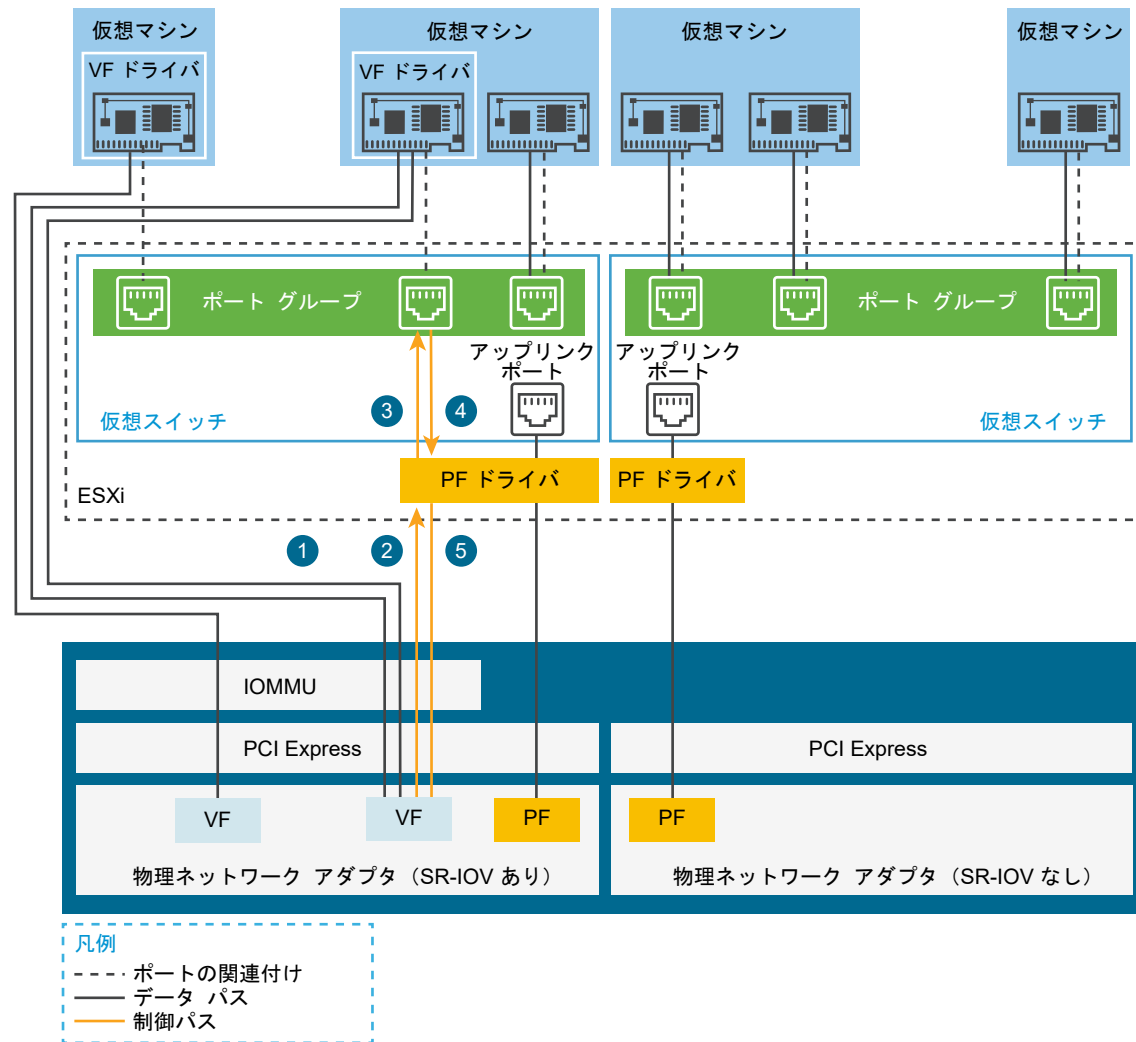 仮想マシン
仮想マシン
仮想マシン
仮想マシン
VF ドライバ
VF ドライバ
ポート グループ
ポート グループ
アップリンク
ポート
アップリンク
ポート
3
4
仮想スイッチ
仮想スイッチ
PF ドライバ
PF ドライバ
ESXi
1
2
5
IOMMU
PCI Express
PCI Express
VF
VF
PF
PF
物理ネットワーク アダプタ（SR-IOV あり）
物理ネットワーク アダプタ（SR-IOV なし）
凡例
ポートの関連付け
データ パス
制御パス